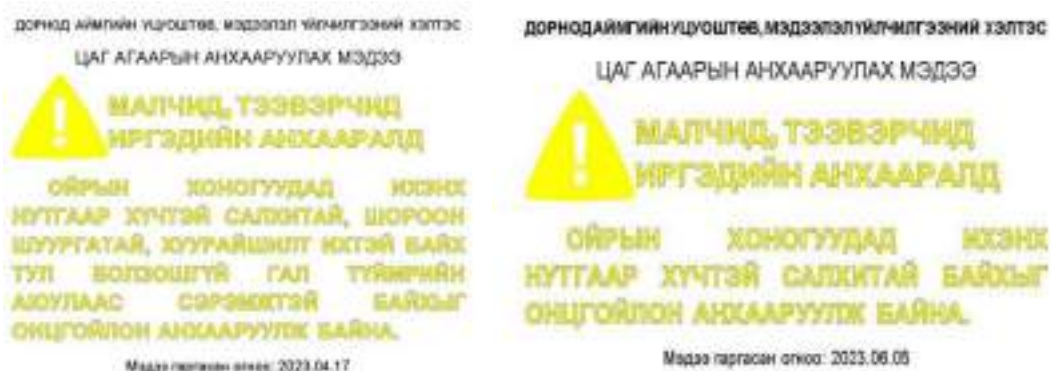 ДОРНОД АЙМГИЙН УЦУОШТӨВ, МЭДЭЭЛЭЛ ҮЙЛЧИЛГЭЭНИЙ ХЭЛТЭС
ЦАГ АГААРЫН АНХААРУУЛАХ МЭДЭЭ
МАЛЧИД, ТЭЭВЭРЧИД
ИРГЭДИЙН АНХААРАЛД
ОЙРЫН ХОНОГУУДАД ИХЭНХ
НУТГААР ХҮЧТЭЙ САЛХИТАЙ, ШОРООН
ШУУРГАТАЙ, ХУУРАЙШИЛТ ИХТЭЙ БАЙХ
ТУЛ БОЛЗОШГҮЙ ГАЛ ТҮЙМРИЙН
АЮУЛААС СЭРЭМЖТЭЙ БАЙХЫГ
ОНЦГОЙЛОН АНХААРУУЛЖ БАЙНА.
Мэдээ гаргасан огноо: 2023.04.17
ДОРНОД АЙМГИЙН УЦУОШТӨВ, МЭДЭЭЛЭЛ ҮЙЛЧИЛГЭЭНИЙ ХЭЛТЭС
ЦАГ АГААРЫН АНХААРУУЛАХ МЭДЭЭ
МАЛЧИД, ТЭЭВЭРЧИД
ИРГЭДИЙН АНХААРАЛД
ОЙРЫН ХОНОГУУДАД ИХЭНХ
НУТГААР ХҮЧТЭЙ САЛХИТАЙ БАЙХЫГ
ОНЦГОЙЛОН АНХААРУУЛЖ БАЙНА.
Мэдээ гаргасан огноо: 2023.06.05